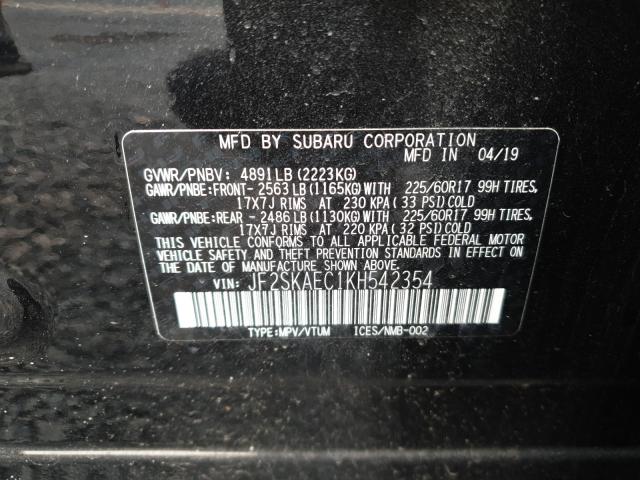 MFD BY SUBARU CORPORATION
MFD IN 04/19
GVWR/PNBV: 4891LB(2223KG)
GAWR/PNBE:FRONT-2563LB(1165KG)WITH 225/60R17 99H TIRES,
17X7J RIMS AT 230 KPA(33 PSI)COLD
GAWR/PNBE:REAR -2486LB(1130KG)WITH 225/60R17 99H TIRES,
17X7J RIMS AT 220 KPA(32 PSI)COLD
THIS VEHICLE CONFORMS TO ALL APPLICABLE FEDERAL MOTOR
VEHICLE SAFETY AND THEFT PREVENTION STANDARDS IN EFFECT
ON THE DATE OF MANUFACTURE SHOWN ABOVE.
VIN: JF2SKAEC1KH542354
TYPE:MPV/VTUM ICES/NMB-002